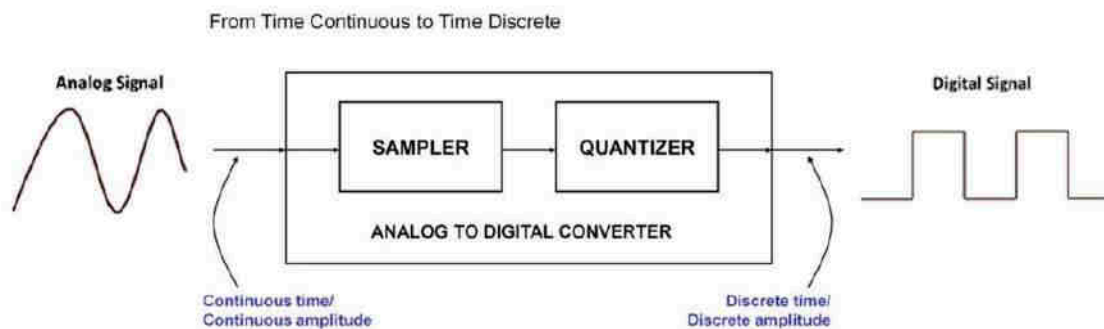 From Time Continuous to Time Discrete
Analog Signal
Digital Signal
SAMPLER
QUANTIZER
ANALOG TO DIGITAL CONVERTER
Continuous time/
Continuous amplitude
Discrete time/
Discrete amplitude